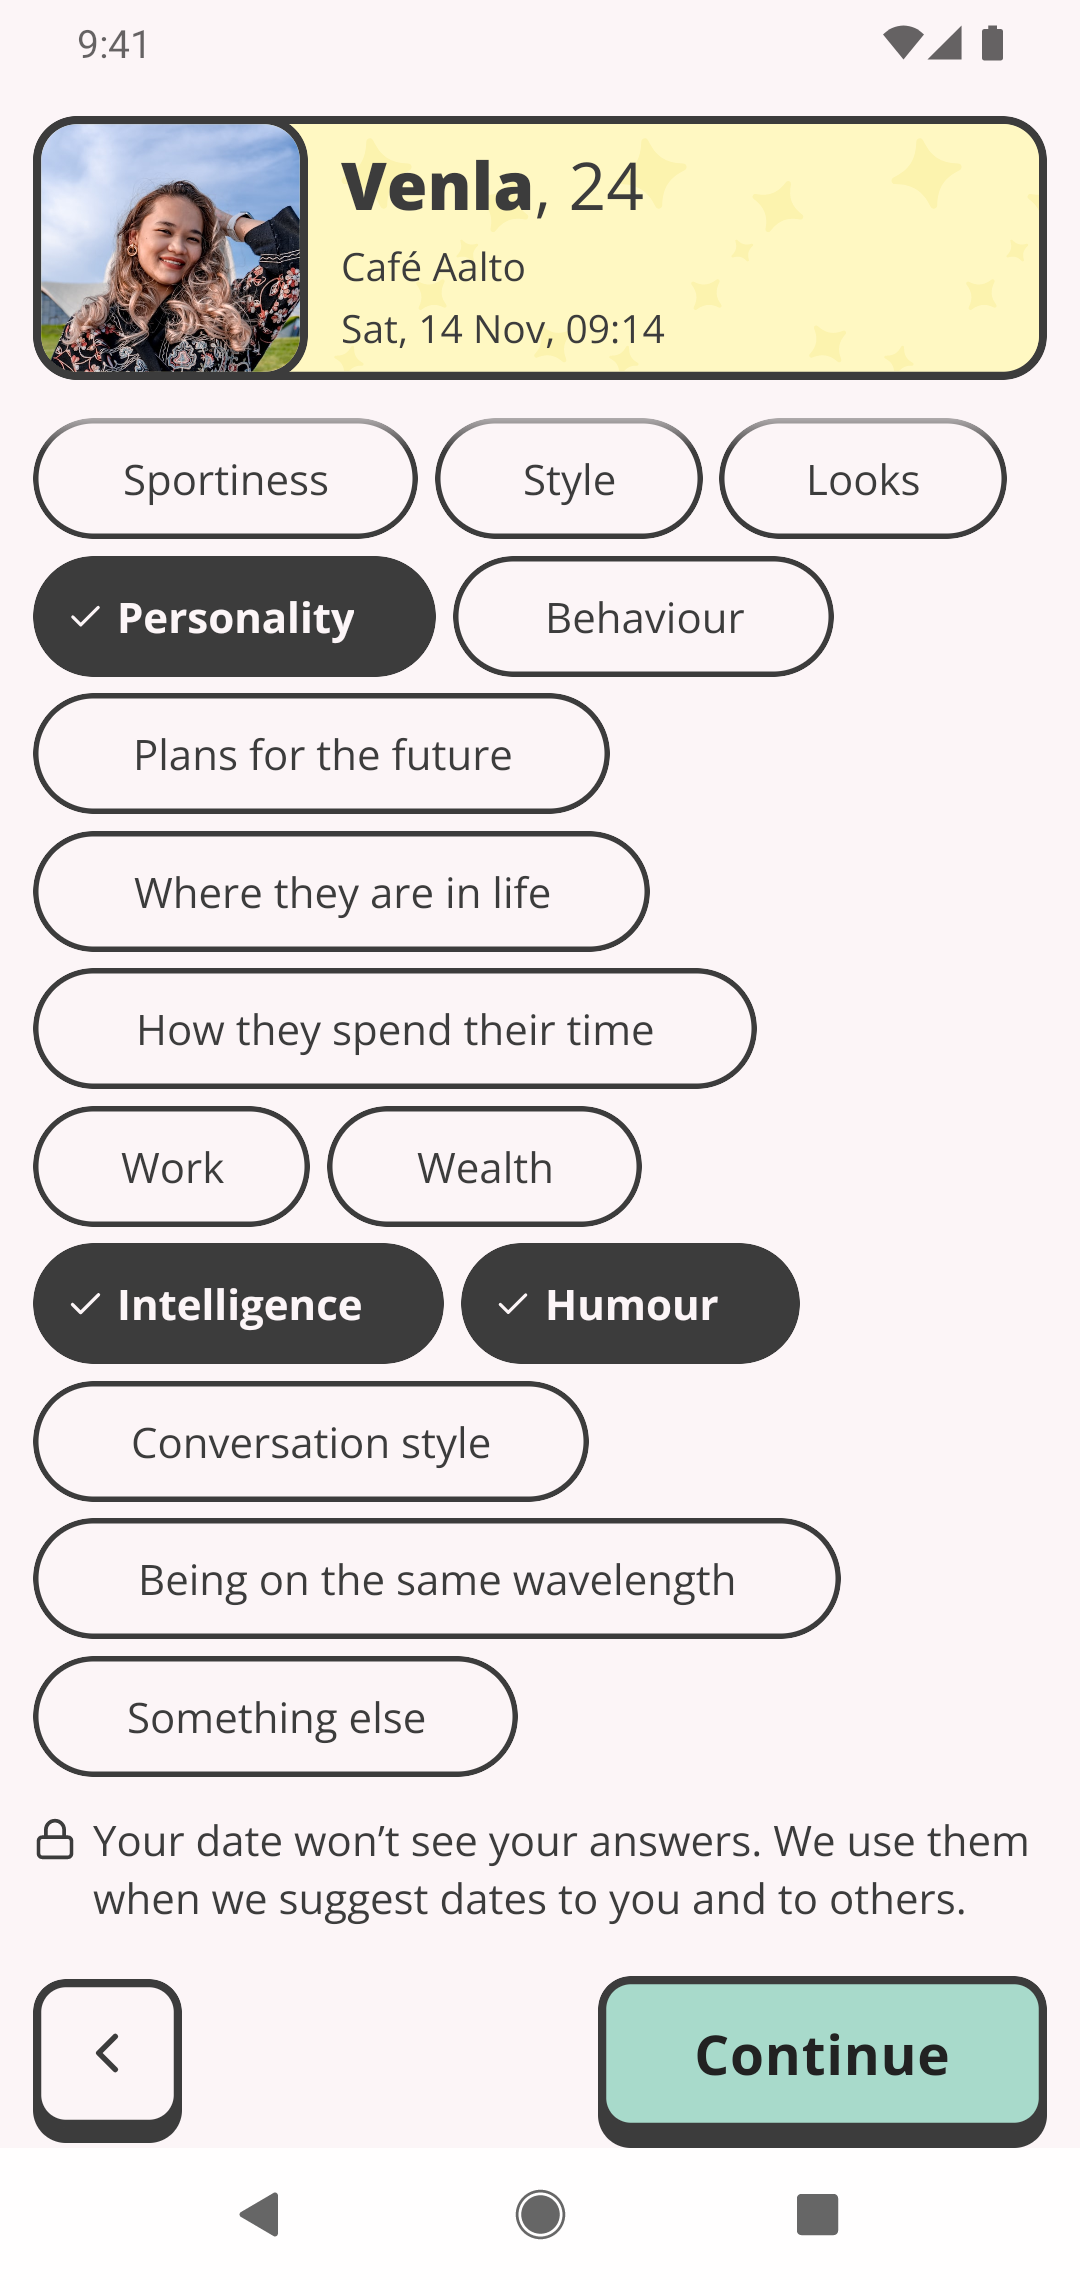 9:41
Venla, 24
Café Aalto
Sat, 14 Nov, 09:14
Sportiness
Style
Looks
Personality
Behaviour
Plans for the future
Where they are in life
How they spend their time
Work
Wealth
Intelligence
Humour
Conversation style
Being on the same wavelength
Something else
Your date won’t see your answers. We use them
when we suggest dates to you and to others.
Continue